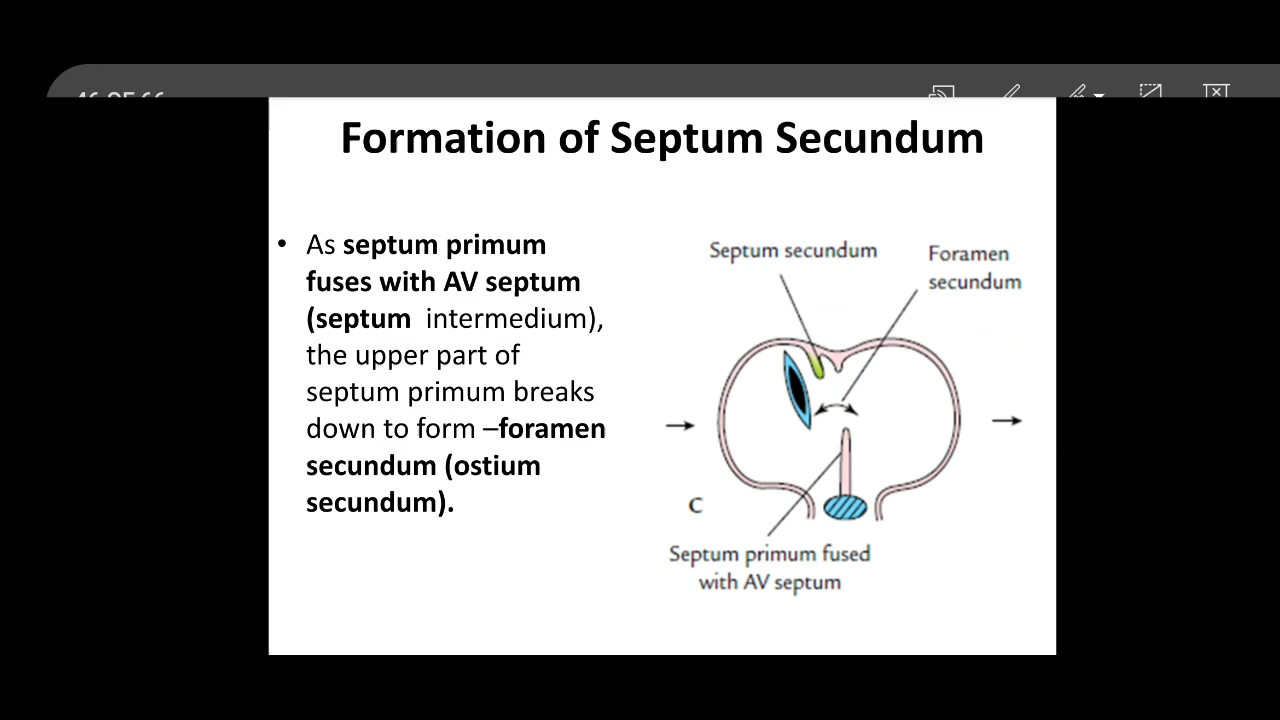 Formation of Septum Secundum
• As septum primum
fuses with AV septum
(septum intermedium),
the upper part of
septum primum breaks
down to form –foramen
secundum (ostium
secundum).
Septum secundum
Foramen
secundum
C
Septum primum fused
with AV septum